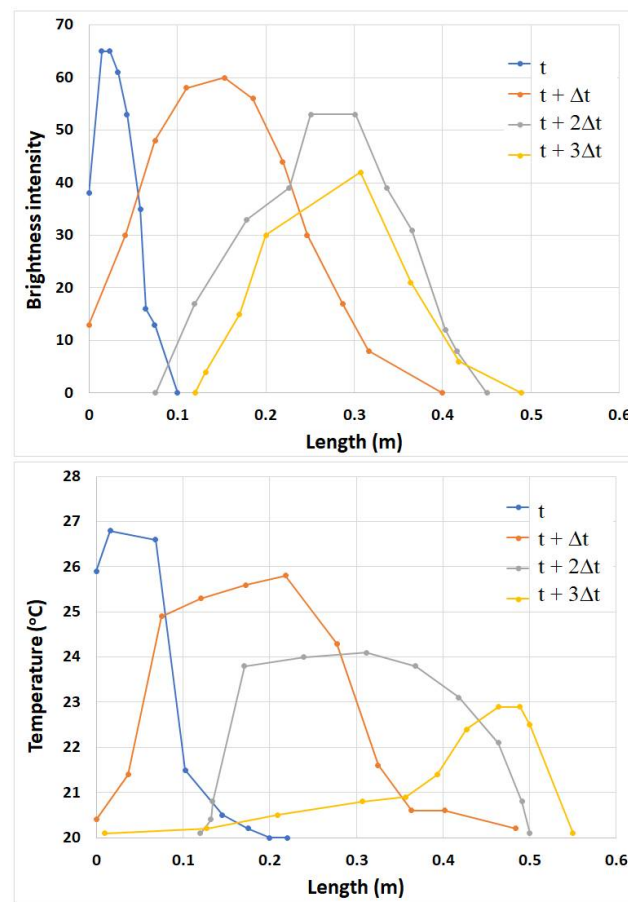 70
60
50
40
30
20
10
0
Brightness intensity
t
t + Δt
t + 2Δt
t + 3Δt
0 0.1 0.2 0.3 0.4 0.5 0.6
Length (m)
28
27
26
25
24
23
22
21
20
Temperature (°C)
t
t + Δt
t + 2Δt
t + 3Δt
0 0.1 0.2 0.3 0.4 0.5 0.6
Length (m)